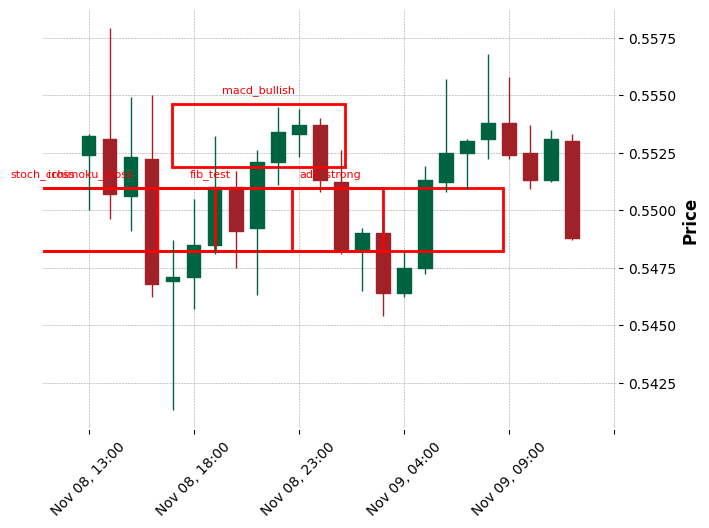 macd_bullish
stoch_cross
fib_test
adx_strong
0.5575
0.5550
0.5525
0.5500
0.5475
0.5450
0.5425
Price
Nov 08, 13:00
Nov 08, 18:00
Nov 08, 23:00
Nov 09, 04:00
Nov 09, 09:00